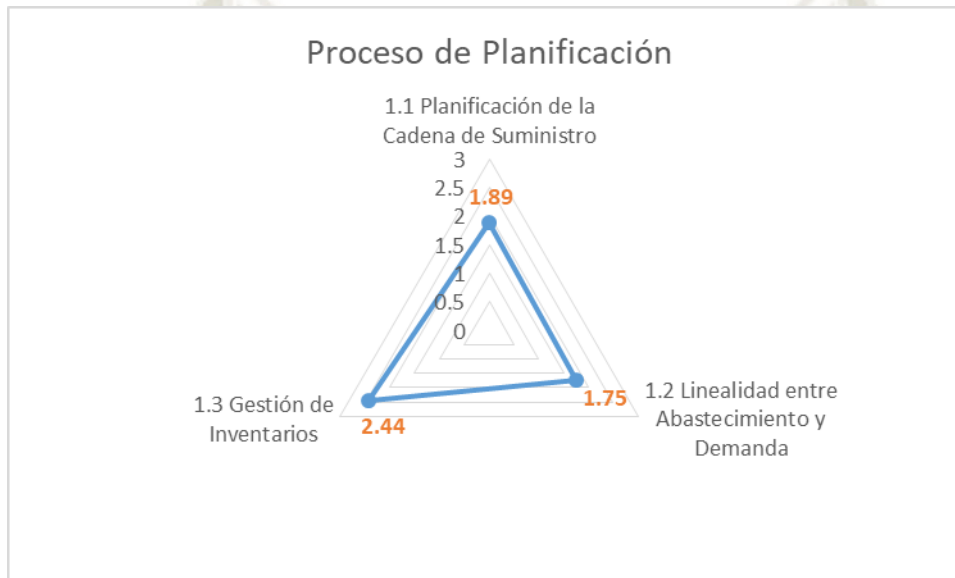 Proceso de Planificación
1.1 Planificación de la
Cadena de Suministro
3
2.5
2
1.5
1
0.5
0
1.89
1.75
2.44
1.2 Linealidad entre
Abastecimiento y
Demanda
1.3 Gestión de
Inventarios